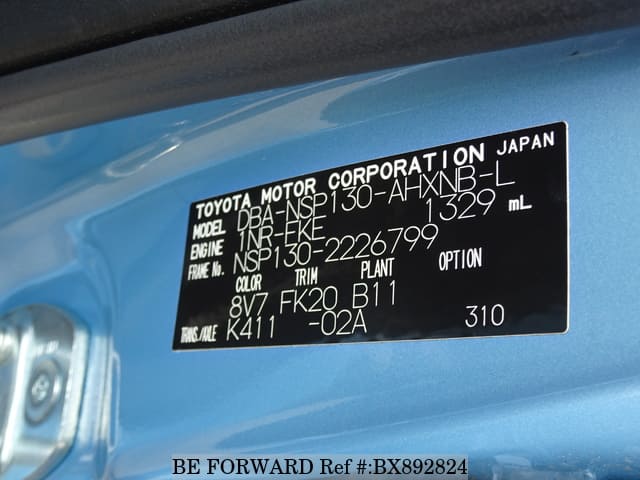 TOYOTA MOTOR CORPORATION JAPAN
MODEL DBA-NSP130-AHXNB-L
ENGINE 1NR-FKE 1329 mL
FRAME No. NSP130-2226799
COLOR TRIM PLANT OPTION
8V7 FK20 B11
TRANS./AXLE K411 -02A 310
BE FORWARD Ref #:BX892824